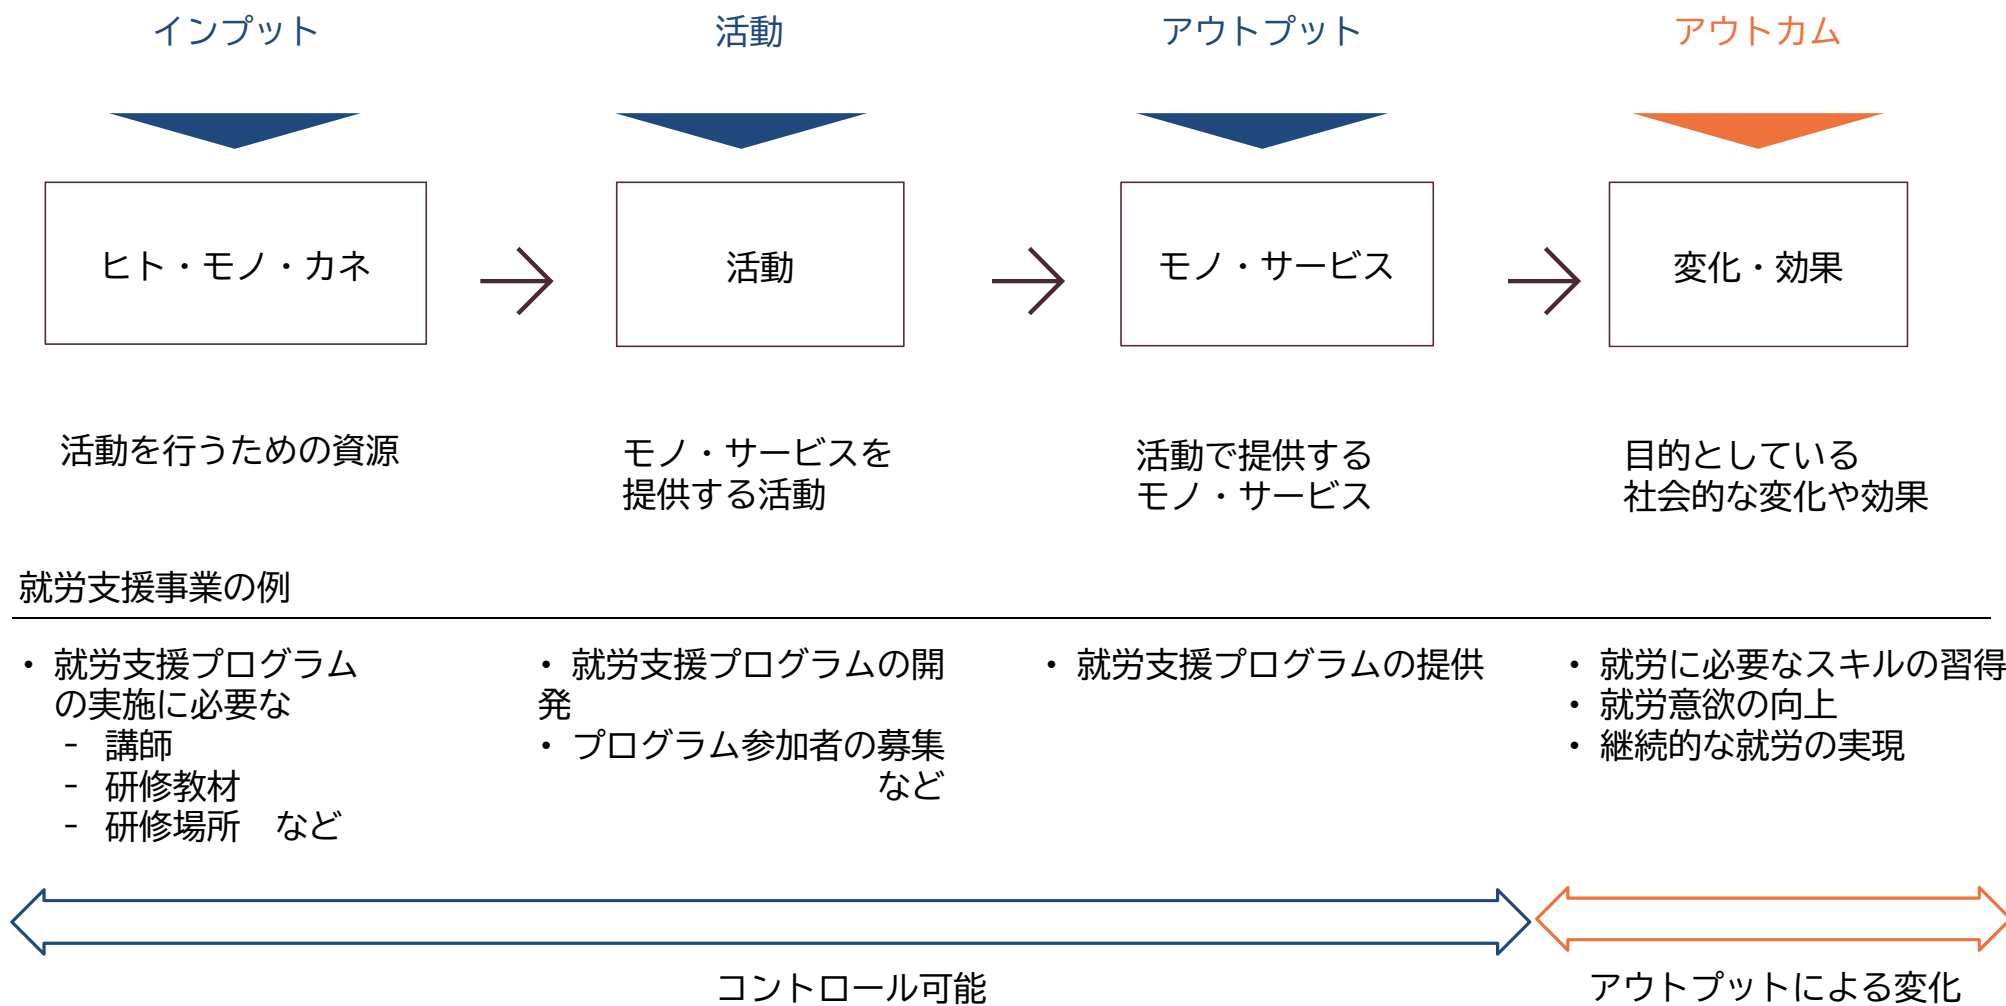 インプット
活動
アウトプット
アウトカム
ヒト・モノ・カネ
活動
モノ・サービス
変化・効果
活動を行うための資源
モノ・サービスを
提供する活動
活動で提供する
モノ・サービス
目的としている
社会的な変化や効果
就労支援事業の例
・ 就労支援プログラム
の実施に必要な
- 講師
- 研修教材
- 研修場所　など
・ 就労支援プログラムの開
発
・ プログラム参加者の募集
など
・ 就労支援プログラムの提供
・ 就労に必要なスキルの習得
・ 就労意欲の向上
・ 継続的な就労の実現
コントロール可能
アウトプットによる変化